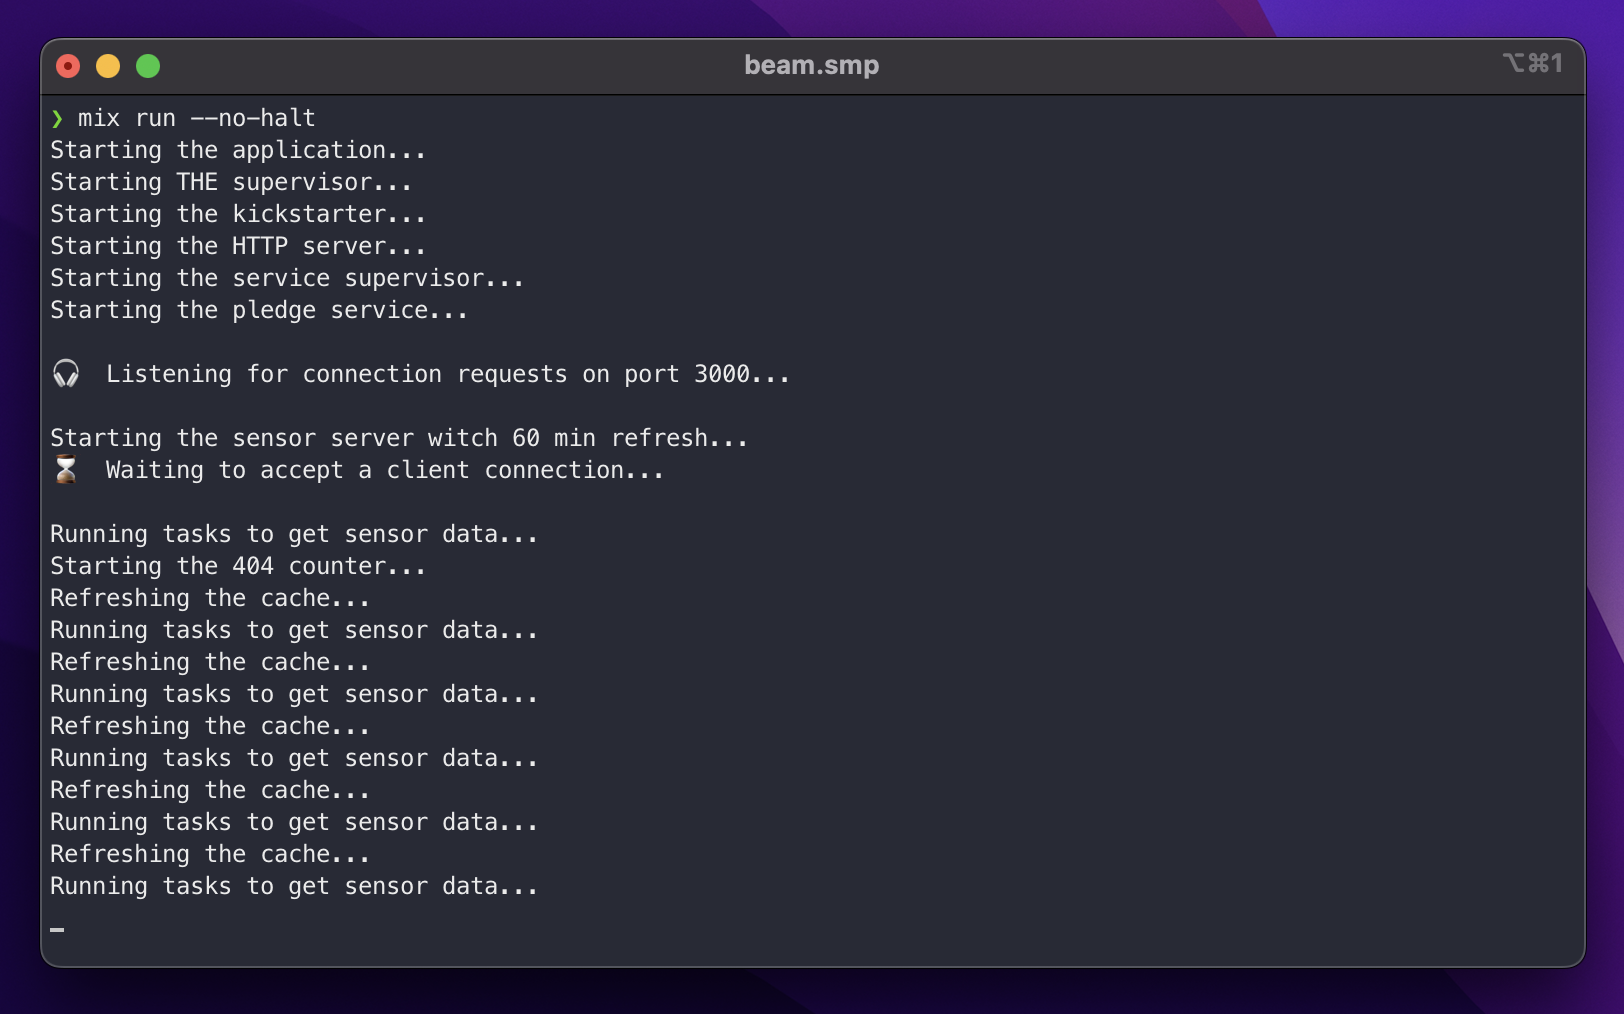 beam.smp
⌥⌘1
❯ mix run --no-halt
Starting the application...
Starting THE supervisor...
Starting the kickstarter...
Starting the HTTP server...
Starting the service supervisor...
Starting the pledge service...
🎧 Listening for connection requests on port 3000...
Starting the sensor server witch 60 min refresh...
⌛ Waiting to accept a client connection...
Running tasks to get sensor data...
Starting the 404 counter...
Refreshing the cache...
Running tasks to get sensor data...
Refreshing the cache...
Running tasks to get sensor data...
Refreshing the cache...
Running tasks to get sensor data...
Refreshing the cache...
Running tasks to get sensor data...
Refreshing the cache...
Running tasks to get sensor data...